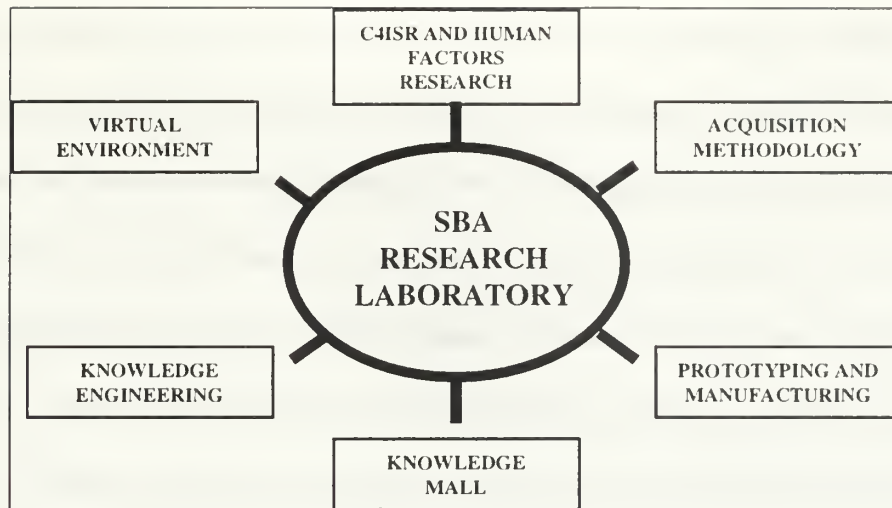 C4ISR AND HUMAN
FACTORS
RESEARCH
VIRTUAL
ENVIRONMENT
ACQUISITION
METHODOLOGY
SBA
RESEARCH
LABORATORY
KNOWLEDGE
ENGINEERING
PROTOTYPING AND
MANUFACTURING
KNOWLEDGE
MALL